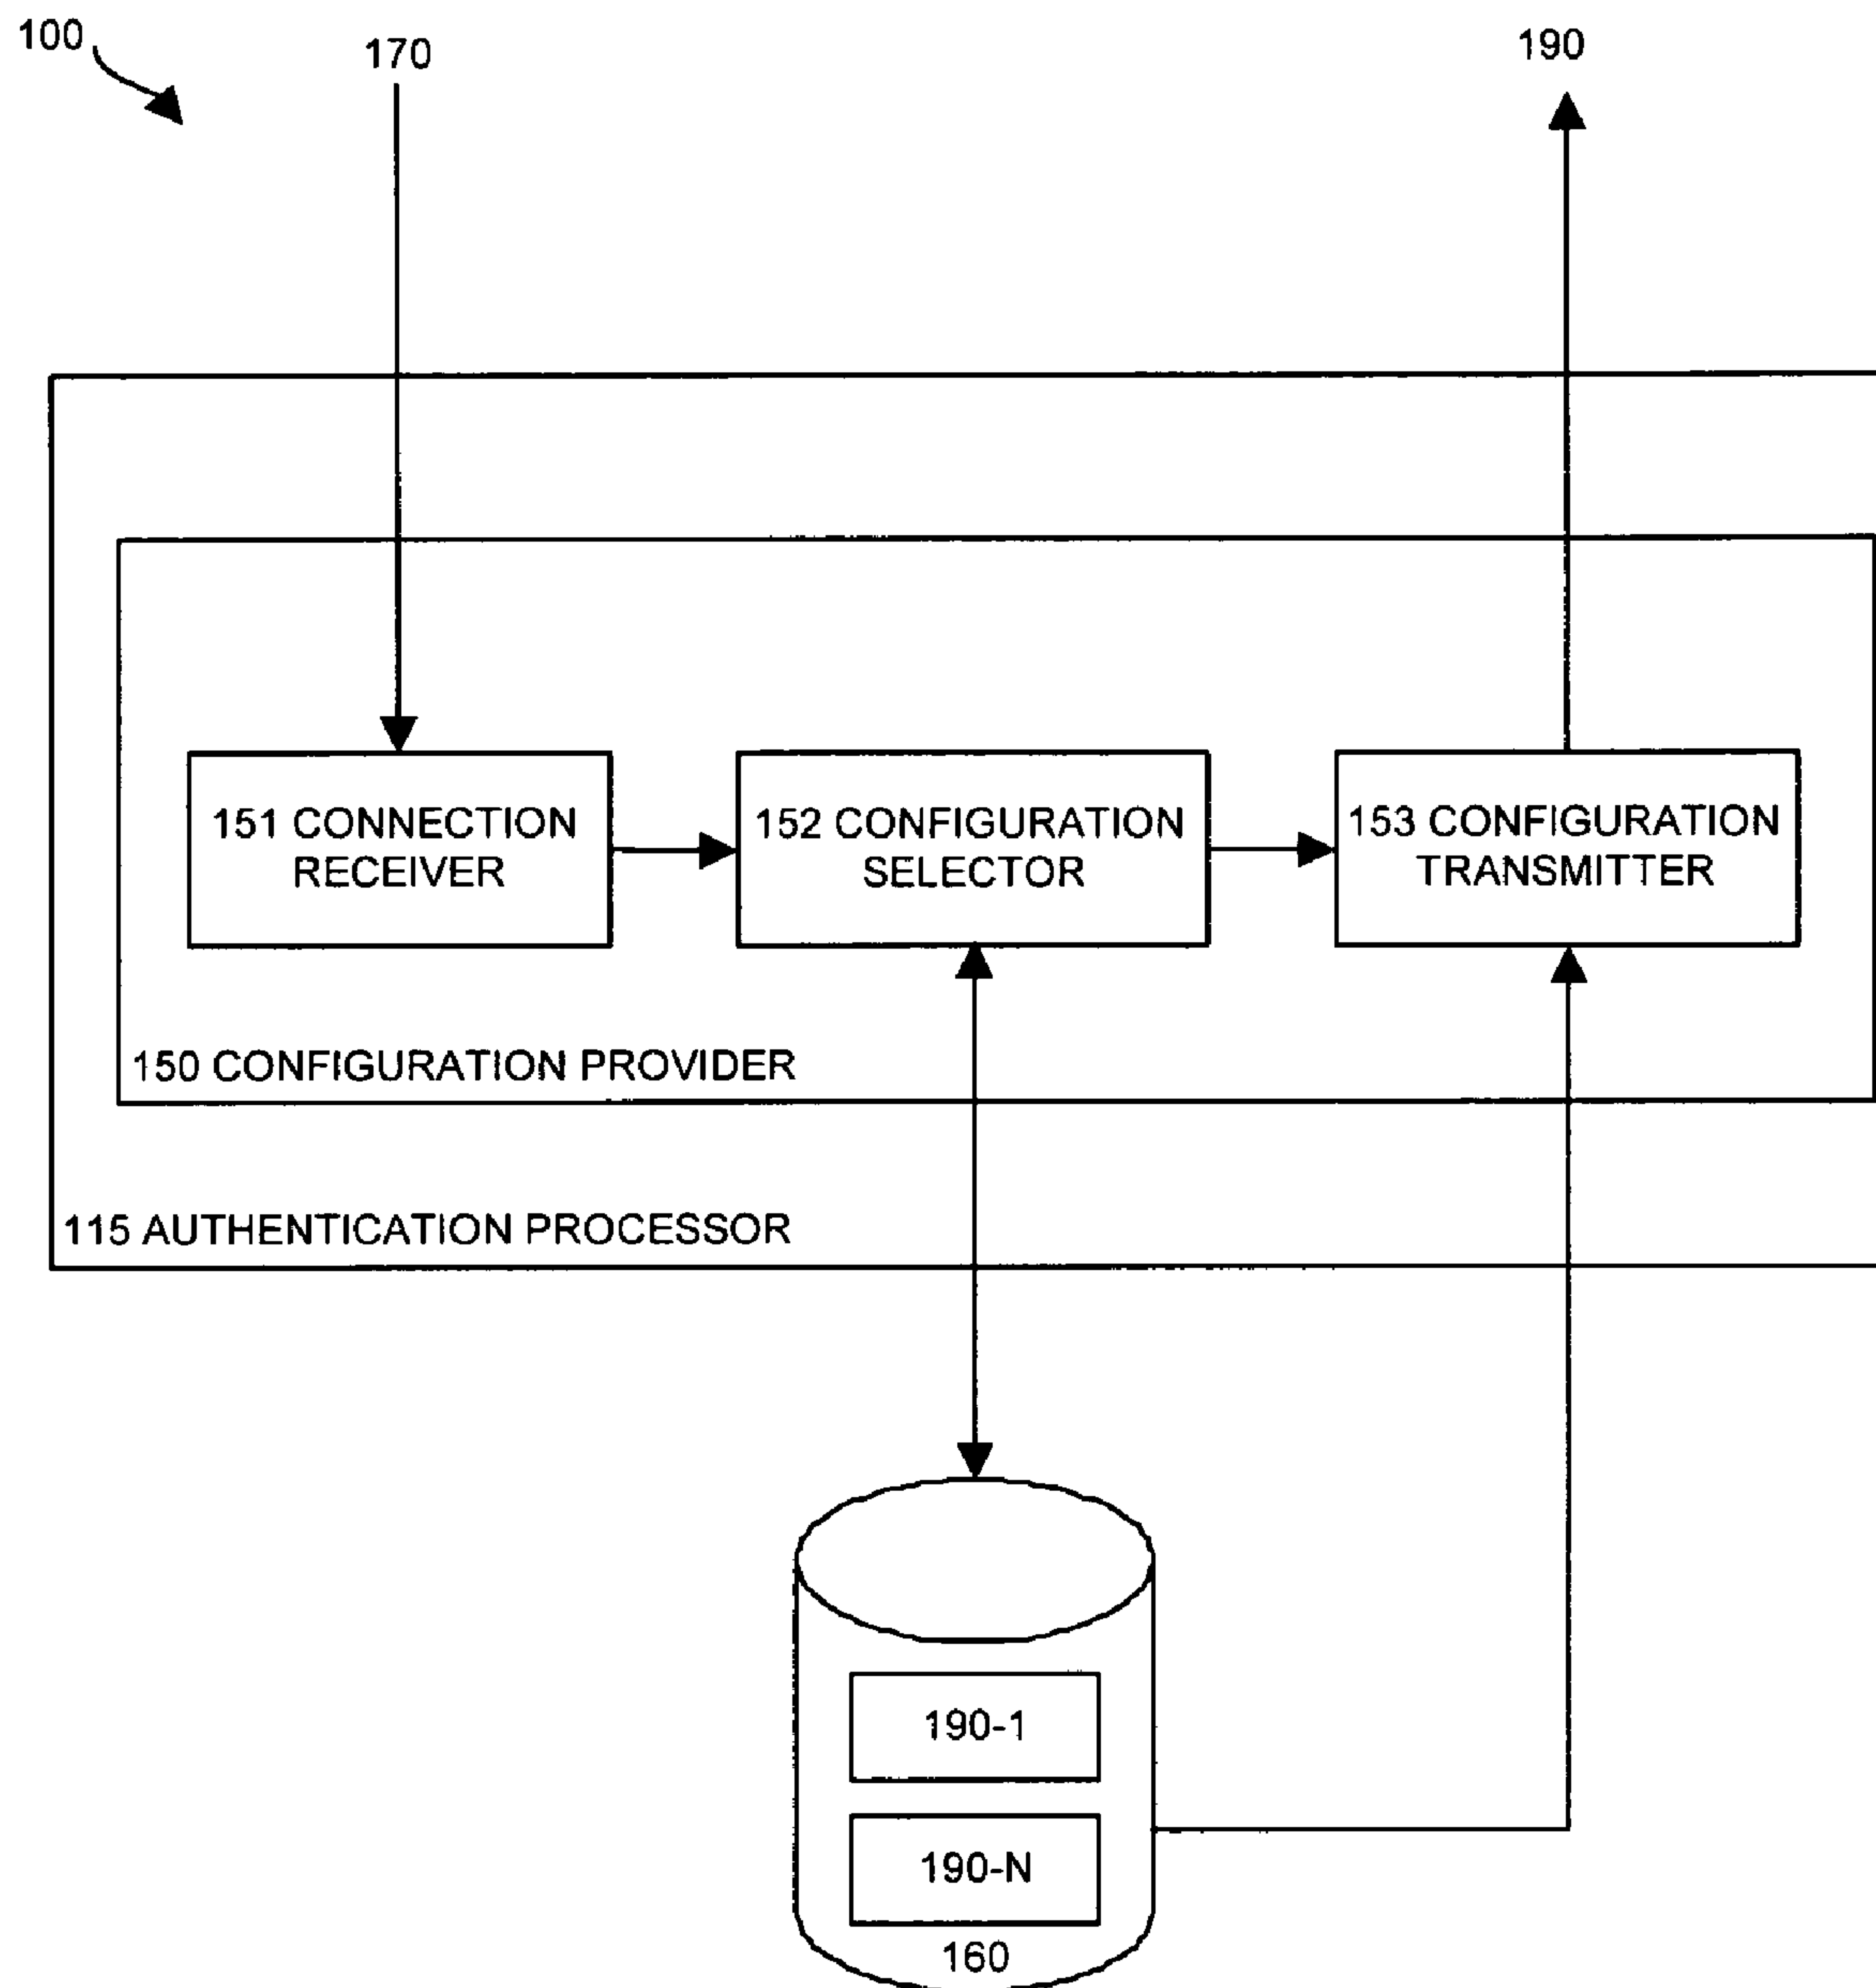 100
170
190
151 CONNECTION
RECEIVER
152 CONFIGURATION
SELECTOR
153 CONFIGURATION
TRANSMITTER
150 CONFIGURATION PROVIDER
115 AUTHENTICATION PROCESSOR
190-1
190-N
160